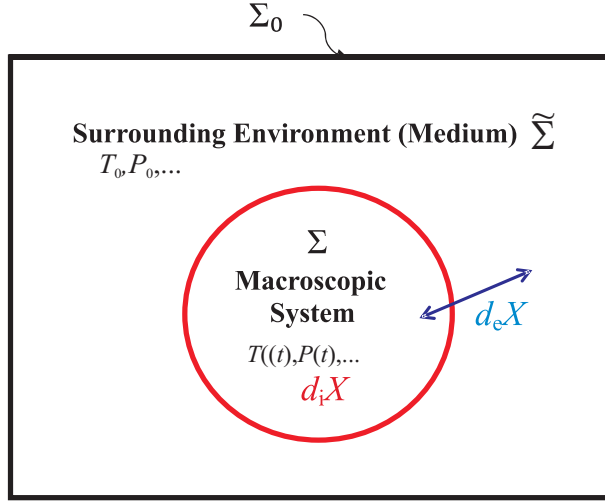 Σ₀
Surrounding Environment (Medium) Σ̃
T₀,P₀,...
Σ
Macroscopic
System
T((t),P(t),...
dₑX
dᵢX